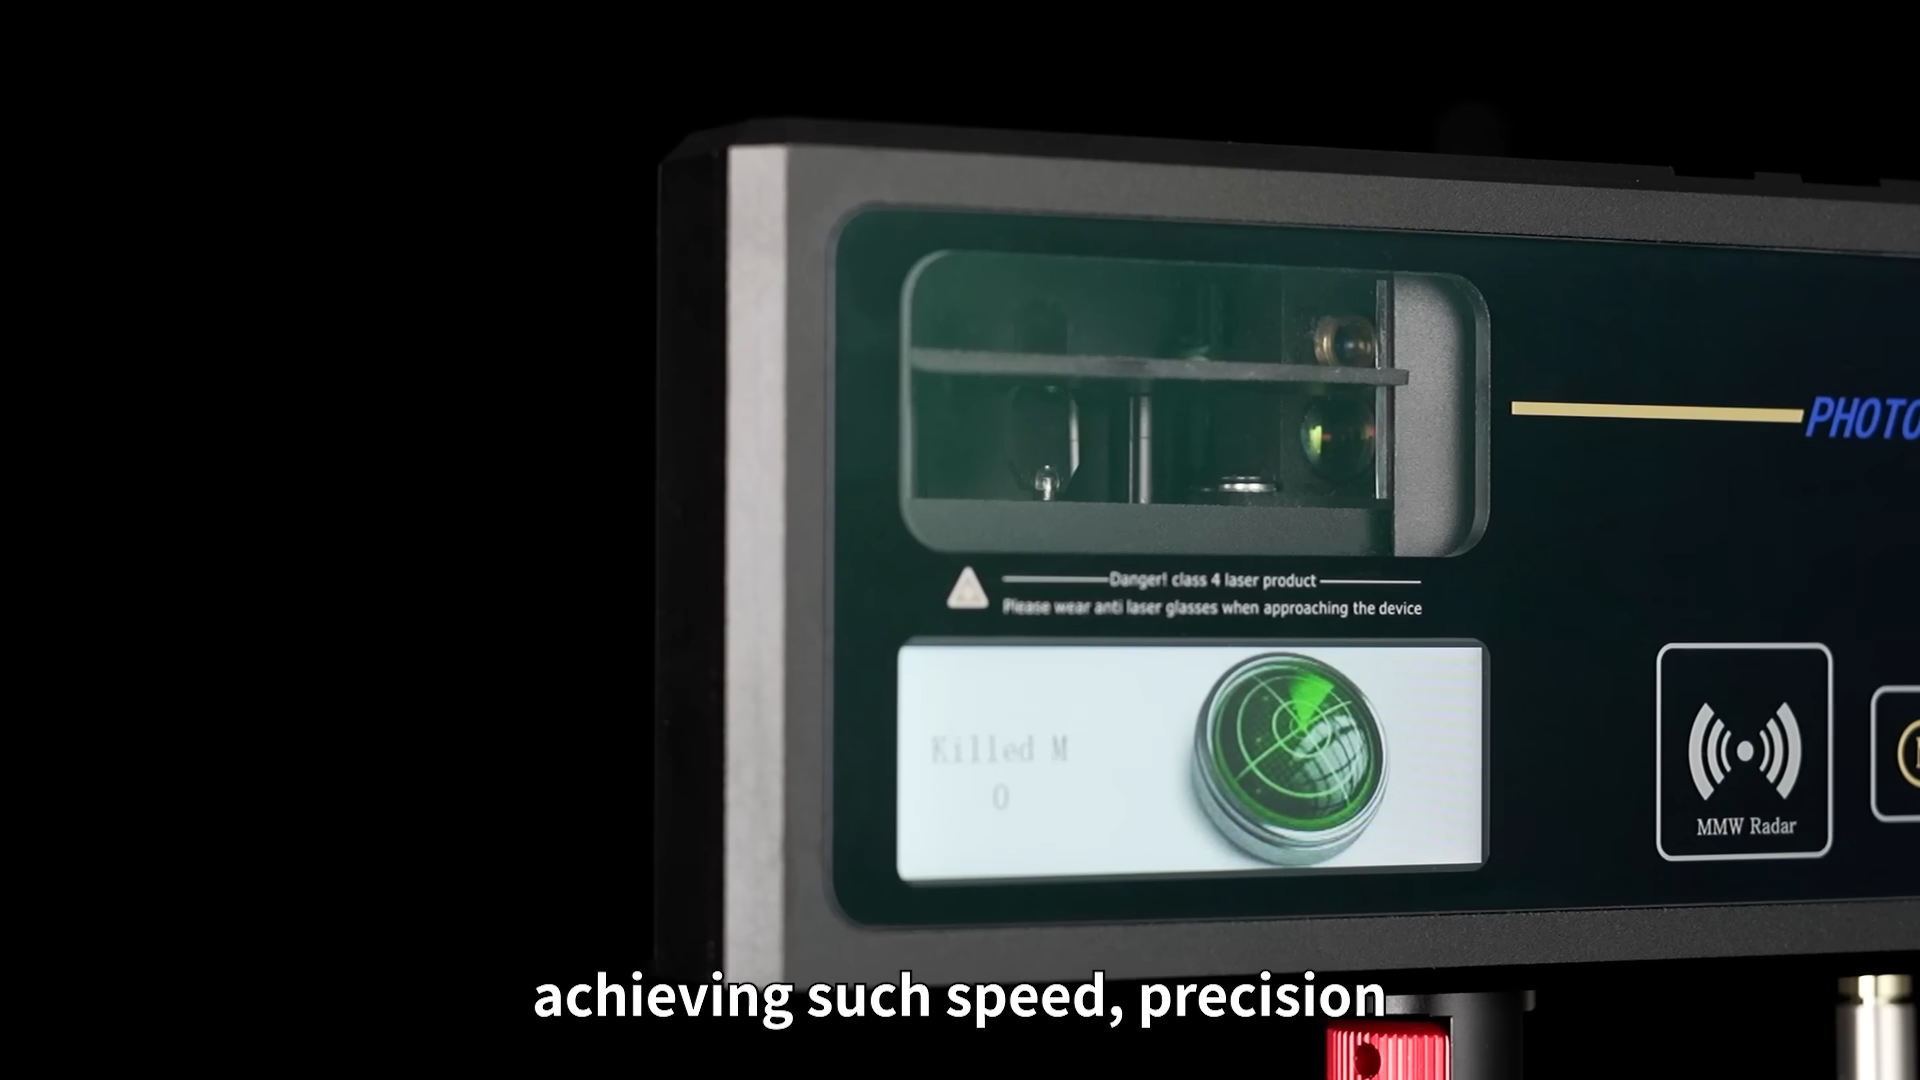 PHOTO
Danger! class 4 laser product
Please wear anti laser glasses when approaching the device
Killed M
0
MMW Radar
achieving such speed, precision